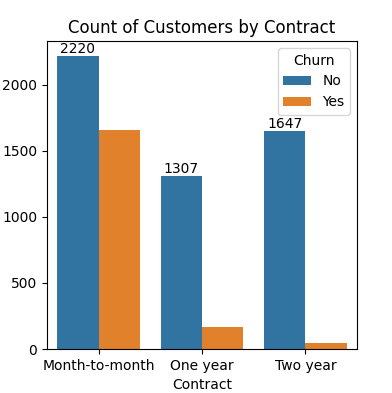 Count of Customers by Contract
2220
1307
1647
Churn
No
Yes
2000
1500
1000
500
0
Month-to-month One year Two year
Contract